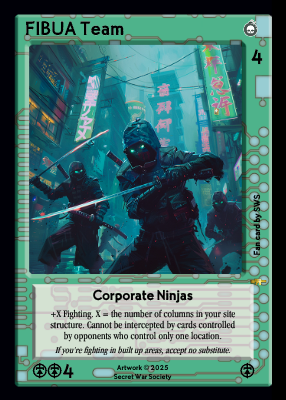 FIBUA Team
4
Fan card by SWS
Corporate Ninjas
+X Fighting. X = the number of columns in your site
structure. Cannot be intercepted by cards controlled
by opponents who control only one location.
If you're fighting in built up areas, accept no substitute.
4
Artwork © 2025
Secret War Society